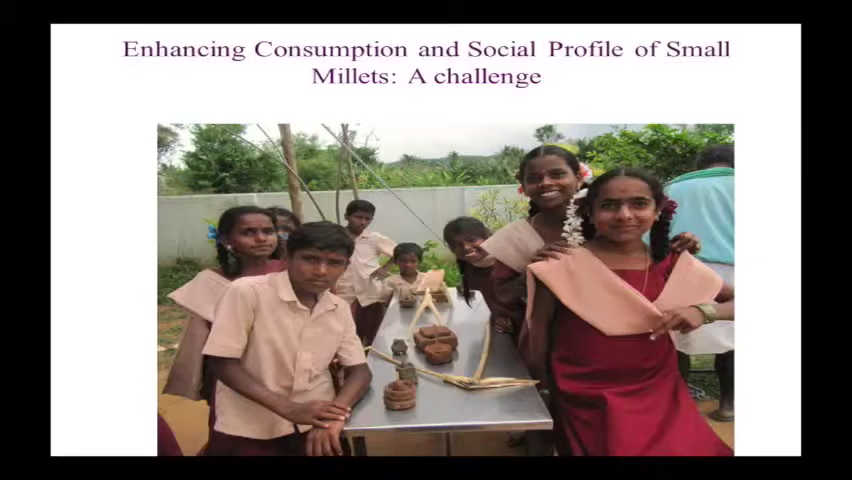 Enhancing Consumption and Social Profile of Small
Millets: A challenge